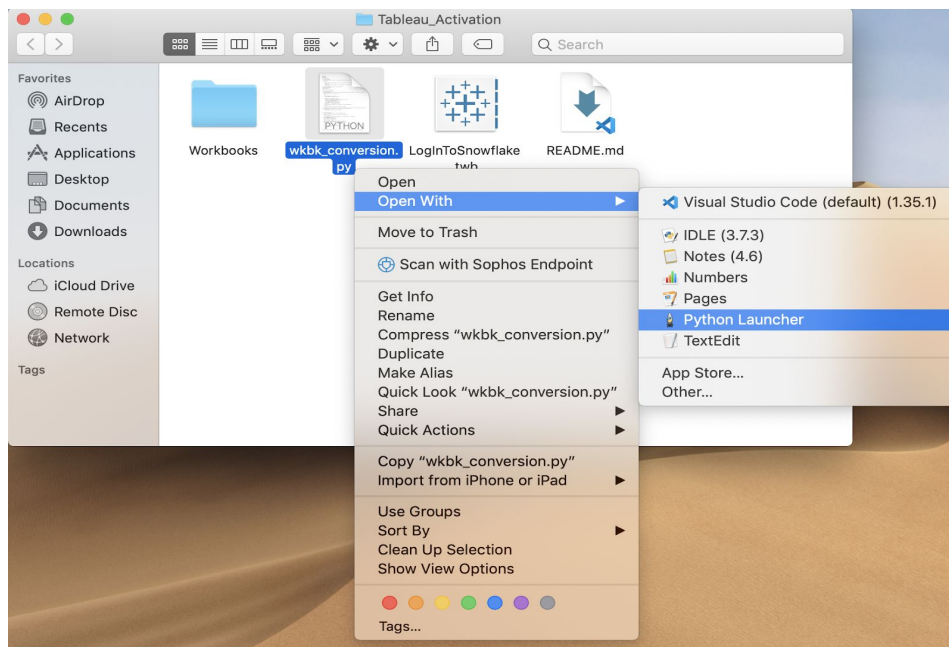 Tableau_Activation
Search
Favorites
AirDrop
Recents
Applications
Desktop
Documents
Downloads
Locations
iCloud Drive
Remote Disc
Network
Tags
PYTHON
Workbooks
wkbk_conversion.
py
LogInToSnowflake
twb
README.md
Open
Open With
Move to Trash
Scan with Sophos Endpoint
Get Info
Rename
Compress “wkbk_conversion.py”
Duplicate
Make Alias
Quick Look “wkbk_conversion.py”
Share
Quick Actions
Copy “wkbk_conversion.py”
Import from iPhone or iPad
Use Groups
Sort By
Clean Up Selection
Show View Options
Tags...
Visual Studio Code (default) (1.35.1)
IDLE (3.7.3)
Notes (4.6)
Numbers
Pages
Python Launcher
TextEdit
App Store...
Other...